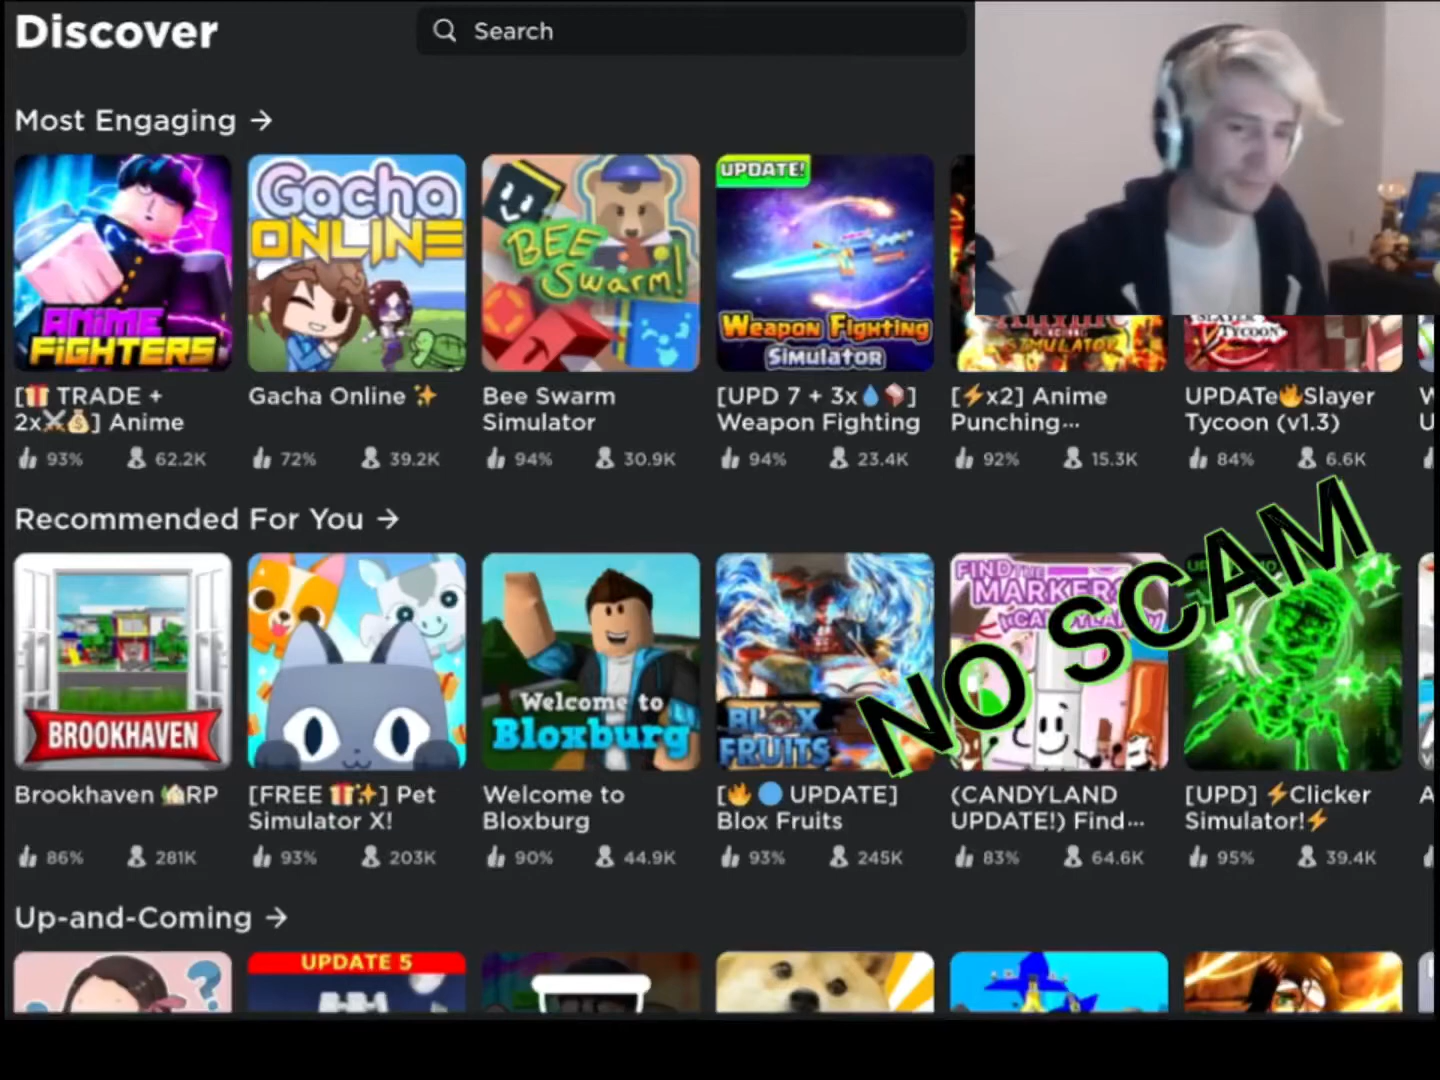 Discover
Search
Most Engaging →
UPDATE!
Gacha
ONLINE
BEE
Swarm!
ANIME
FIGHTERS
Weapon Fighting
Simulator
SIMULATOR
TYCOON
[🎁 TRADE +
2x⚔💰] Anime
Gacha Online ✨
Bee Swarm
Simulator
[UPD 7 + 3x💧🍬]
Weapon Fighting
[⚡x2] Anime
Punching...
UPDATe🔥Slayer
Tycoon (v1.3)
93% 62.2K
72% 39.2K
94% 30.9K
94% 23.4K
92% 15.3K
84% 6.6K
Recommended For You →
NO SCAM
BROOKHAVEN
Welcome to
Bloxburg
BLOX
FRUITS
FIND THE
MARKERS
Brookhaven 🏡RP
[FREE 🎁✨] Pet
Simulator X!
Welcome to
Bloxburg
[🔥🔵 UPDATE]
Blox Fruits
(CANDYLAND
UPDATE!) Find...
[UPD] ⚡Clicker
Simulator!⚡
86% 281K
93% 203K
90% 44.9K
93% 245K
83% 64.6K
95% 39.4K
Up-and-Coming →
UPDATE 5